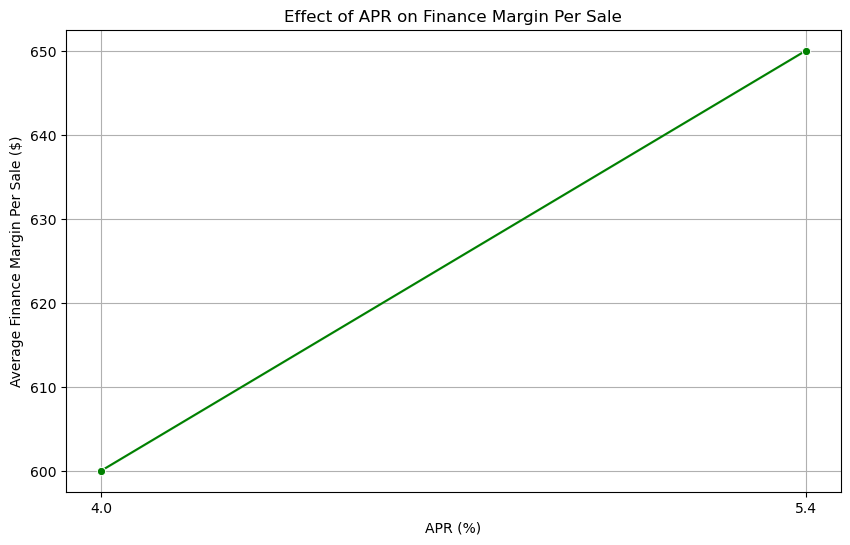 Effect of APR on Finance Margin Per Sale
Average Finance Margin Per Sale ($)
650
640
630
620
610
600
4.0
5.4
APR (%)